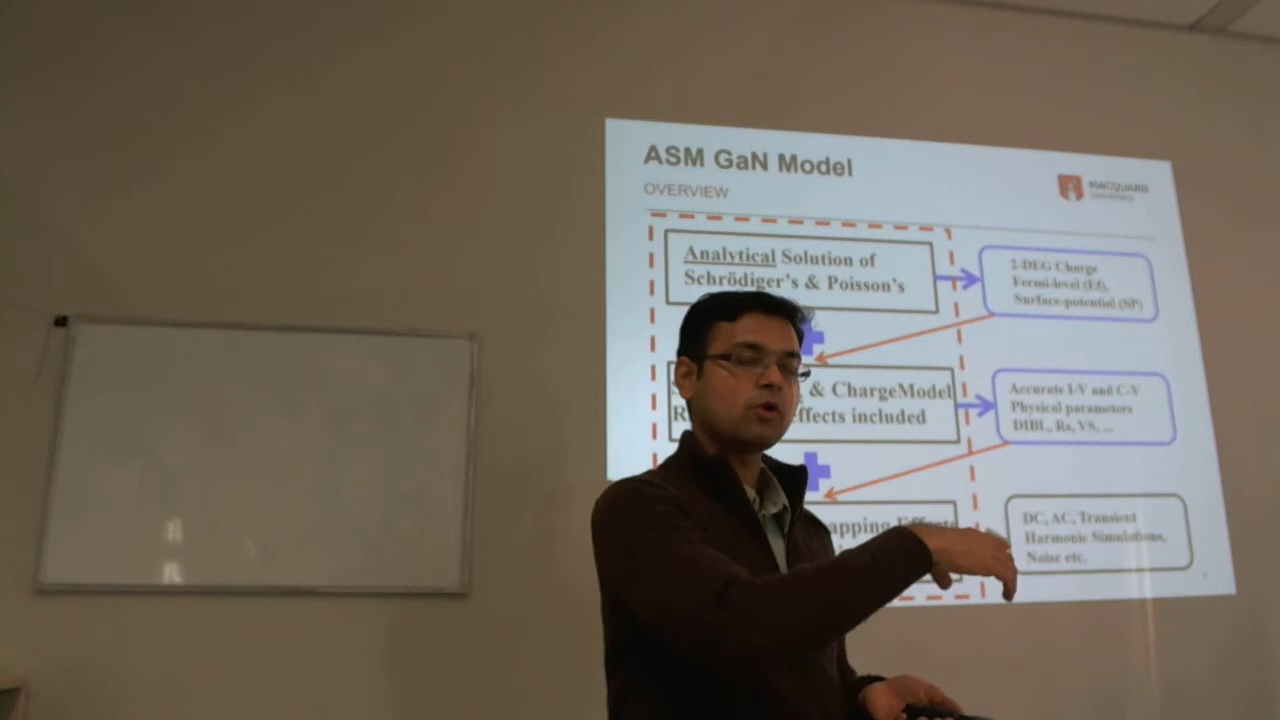 ASM GaN Model
OVERVIEW
MACQUARIE
University
Analytical Solution of
Schrödiger's & Poisson's
2-DEG Charge
Fermi-level (Ef),
Surface-potential (SP)
& ChargeModel
effects included
Accurate I-V and C-V
Physical parameters
DIBL, Rs, VS, ...
apping Effects
DC, AC, Transient
Harmonic Simulations,
Noise etc.